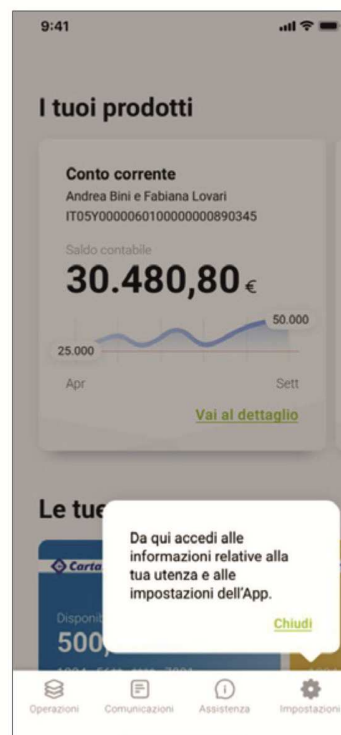 9:41
I tuoi prodotti
Conto corrente
Andrea Bini e Fabiana Lovari
IT05Y0000060100000000890345
Saldo contabile
30.480,80 €
50.000
25.000
Apr Sett
Vai al dettaglio
Le tue
Da qui accedi alle
informazioni relative alla
tua utenza e alle
impostazioni dell'App.
Chiudi
Carta
Disponib
500,
Operazioni Comunicazioni Assistenza Impostazioni